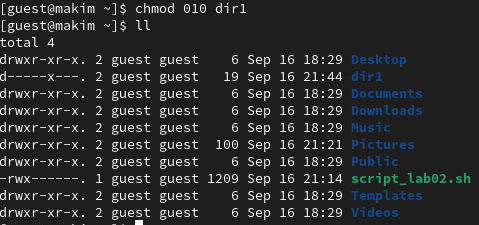 [guest@makim ~]$ chmod 010 dir1
[guest@makim ~]$ ll
total 4
drwxr-xr-x. 2 guest guest    6 Sep 16 18:29 Desktop
d-----x---. 2 guest guest   19 Sep 16 21:44 dir1
drwxr-xr-x. 2 guest guest    6 Sep 16 18:29 Documents
drwxr-xr-x. 2 guest guest    6 Sep 16 18:29 Downloads
drwxr-xr-x. 2 guest guest    6 Sep 16 18:29 Music
drwxr-xr-x. 2 guest guest  100 Sep 16 21:21 Pictures
drwxr-xr-x. 2 guest guest    6 Sep 16 18:29 Public
-rwx------. 1 guest guest 1209 Sep 16 21:14 script_lab02.sh
drwxr-xr-x. 2 guest guest    6 Sep 16 18:29 Templates
drwxr-xr-x. 2 guest guest    6 Sep 16 18:29 Videos